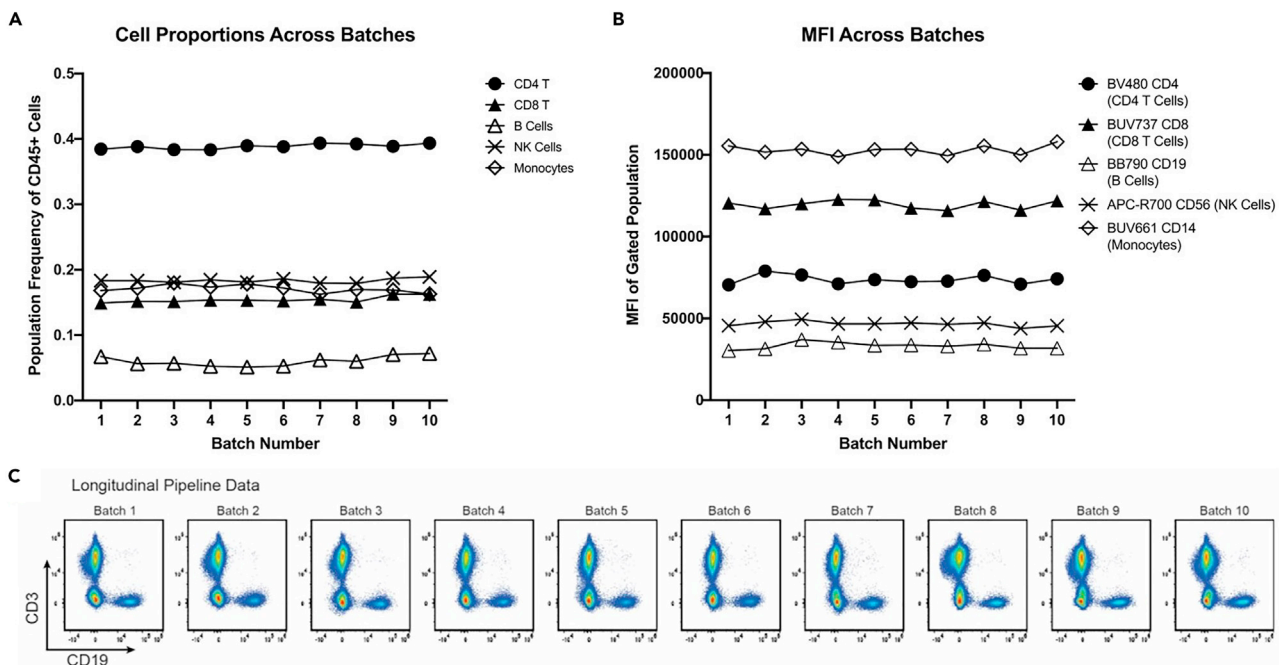 A
Cell Proportions Across Batches
Population Frequency of CD45+ Cells
0.5
0.4
0.3
0.2
0.1
0.0
1 2 3 4 5 6 7 8 9 10
Batch Number
CD4 T
CD8 T
B Cells
NK Cells
Monocytes
B
MFI Across Batches
MFI of Gated Population
200000
150000
100000
50000
0
1 2 3 4 5 6 7 8 9 10
Batch Number
BV480 CD4
(CD4 T Cells)
BUV737 CD8
(CD8 T Cells)
BB790 CD19
(B Cells)
APC-R700 CD56 (NK Cells)
BUV661 CD14
(Monocytes)
C
Longitudinal Pipeline Data
Batch 1 Batch 2 Batch 3 Batch 4 Batch 5 Batch 6 Batch 7 Batch 8 Batch 9 Batch 10
CD3
CD19